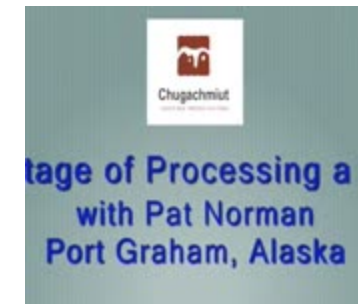 Chugachmiut
tage of Processing a
with Pat Norman
Port Graham, Alaska